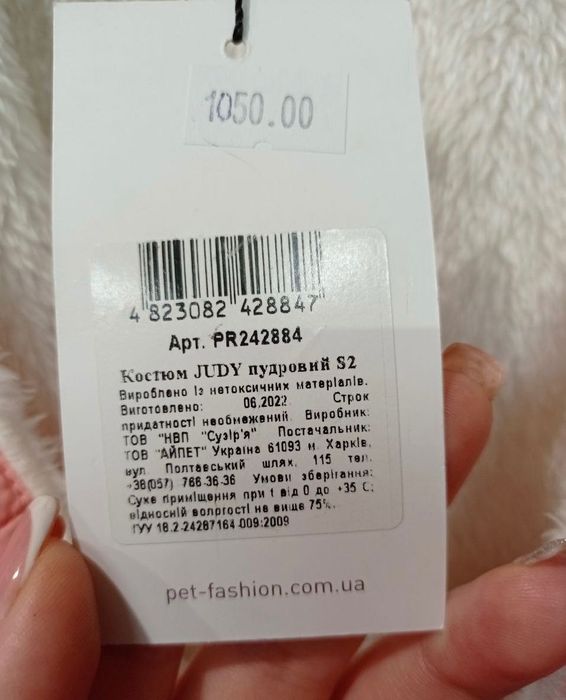 1050.00
4 823082 428847
Арт. PR242884
Костюм JUDY пудровий S2
Вироблено із нетоксичних матеріалів.
Виготовлено: 06.2022. Строк
придатності необмежений. Виробник:
ТОВ "НВП "Сузір'я" Постачальник:
ТОВ "АЙПЕТ" Україна 61093 м. Харків,
вул. Полтавський шлях, 115 тел.
+38(057) 766-36-36 Умови зберігання:
Сухе приміщення при t від 0 до +35 С;
відносній вологості не вище 75%.
ТУУ 18.2-24287164-009:2009
pet-fashion.com.ua